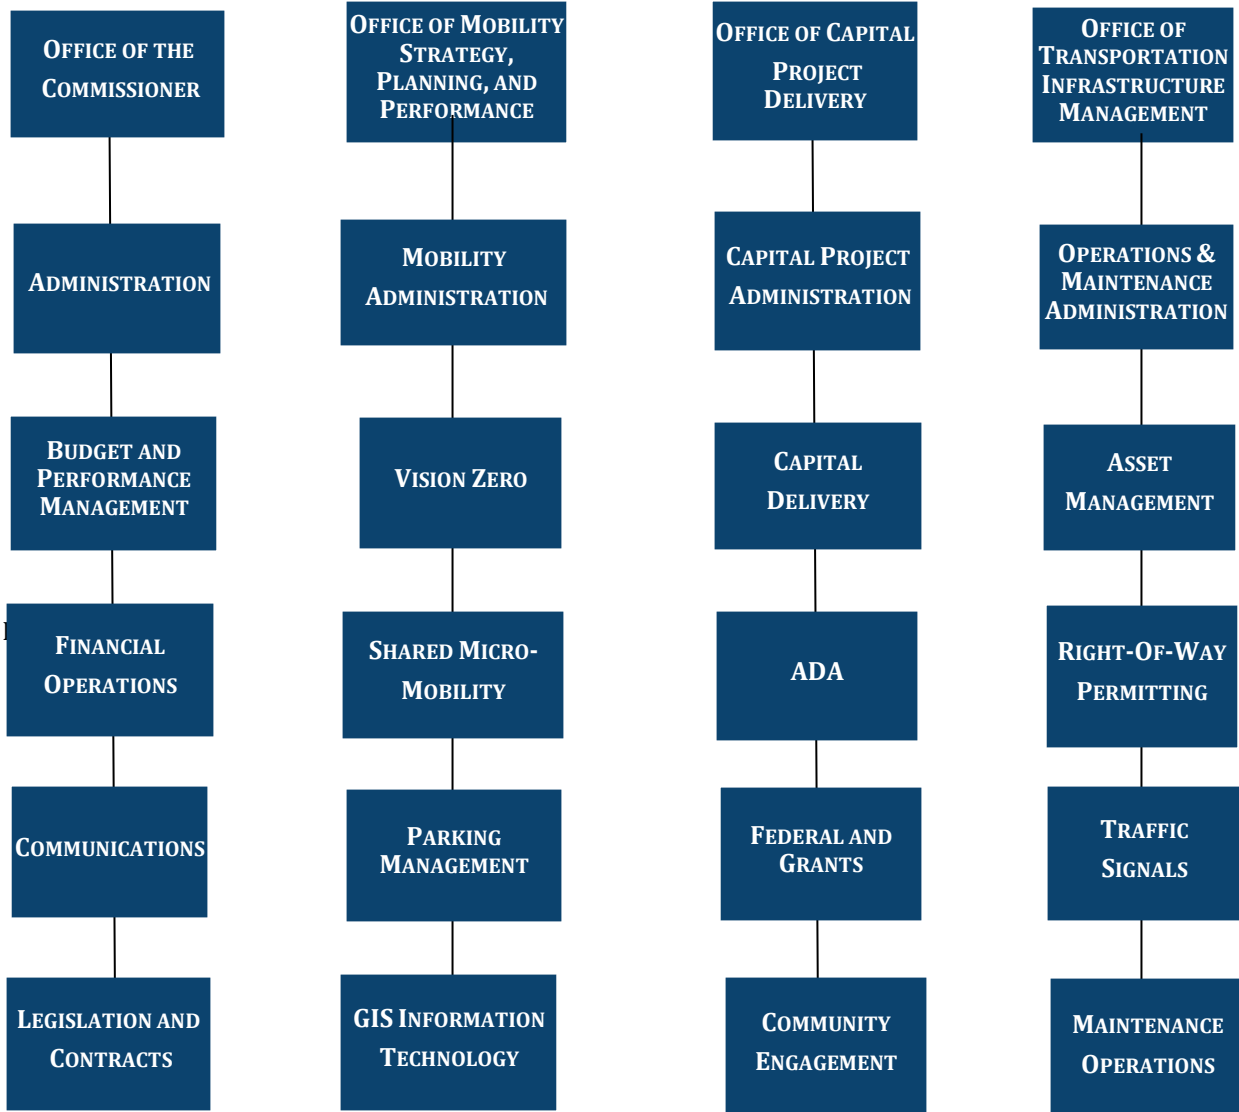 OFFICE OF THE
COMMISSIONER
ADMINISTRATION
BUDGET AND
PERFORMANCE
MANAGEMENT
FINANCIAL
OPERATIONS
COMMUNICATIONS
LEGISLATION AND
CONTRACTS
OFFICE OF MOBILITY
STRATEGY,
PLANNING, AND
PERFORMANCE
MOBILITY
ADMINISTRATION
VISION ZERO
SHARED MICRO-
MOBILITY
PARKING
MANAGEMENT
GIS INFORMATION
TECHNOLOGY
OFFICE OF CAPITAL
PROJECT
DELIVERY
CAPITAL PROJECT
ADMINISTRATION
CAPITAL
DELIVERY
ADA
FEDERAL AND
GRANTS
COMMUNITY
ENGAGEMENT
OFFICE OF
TRANSPORTATION
INFRASTRUCTURE
MANAGEMENT
OPERATIONS &
MAINTENANCE
ADMINISTRATION
ASSET
MANAGEMENT
RIGHT-OF-WAY
PERMITTING
TRAFFIC
SIGNALS
MAINTENANCE
OPERATIONS